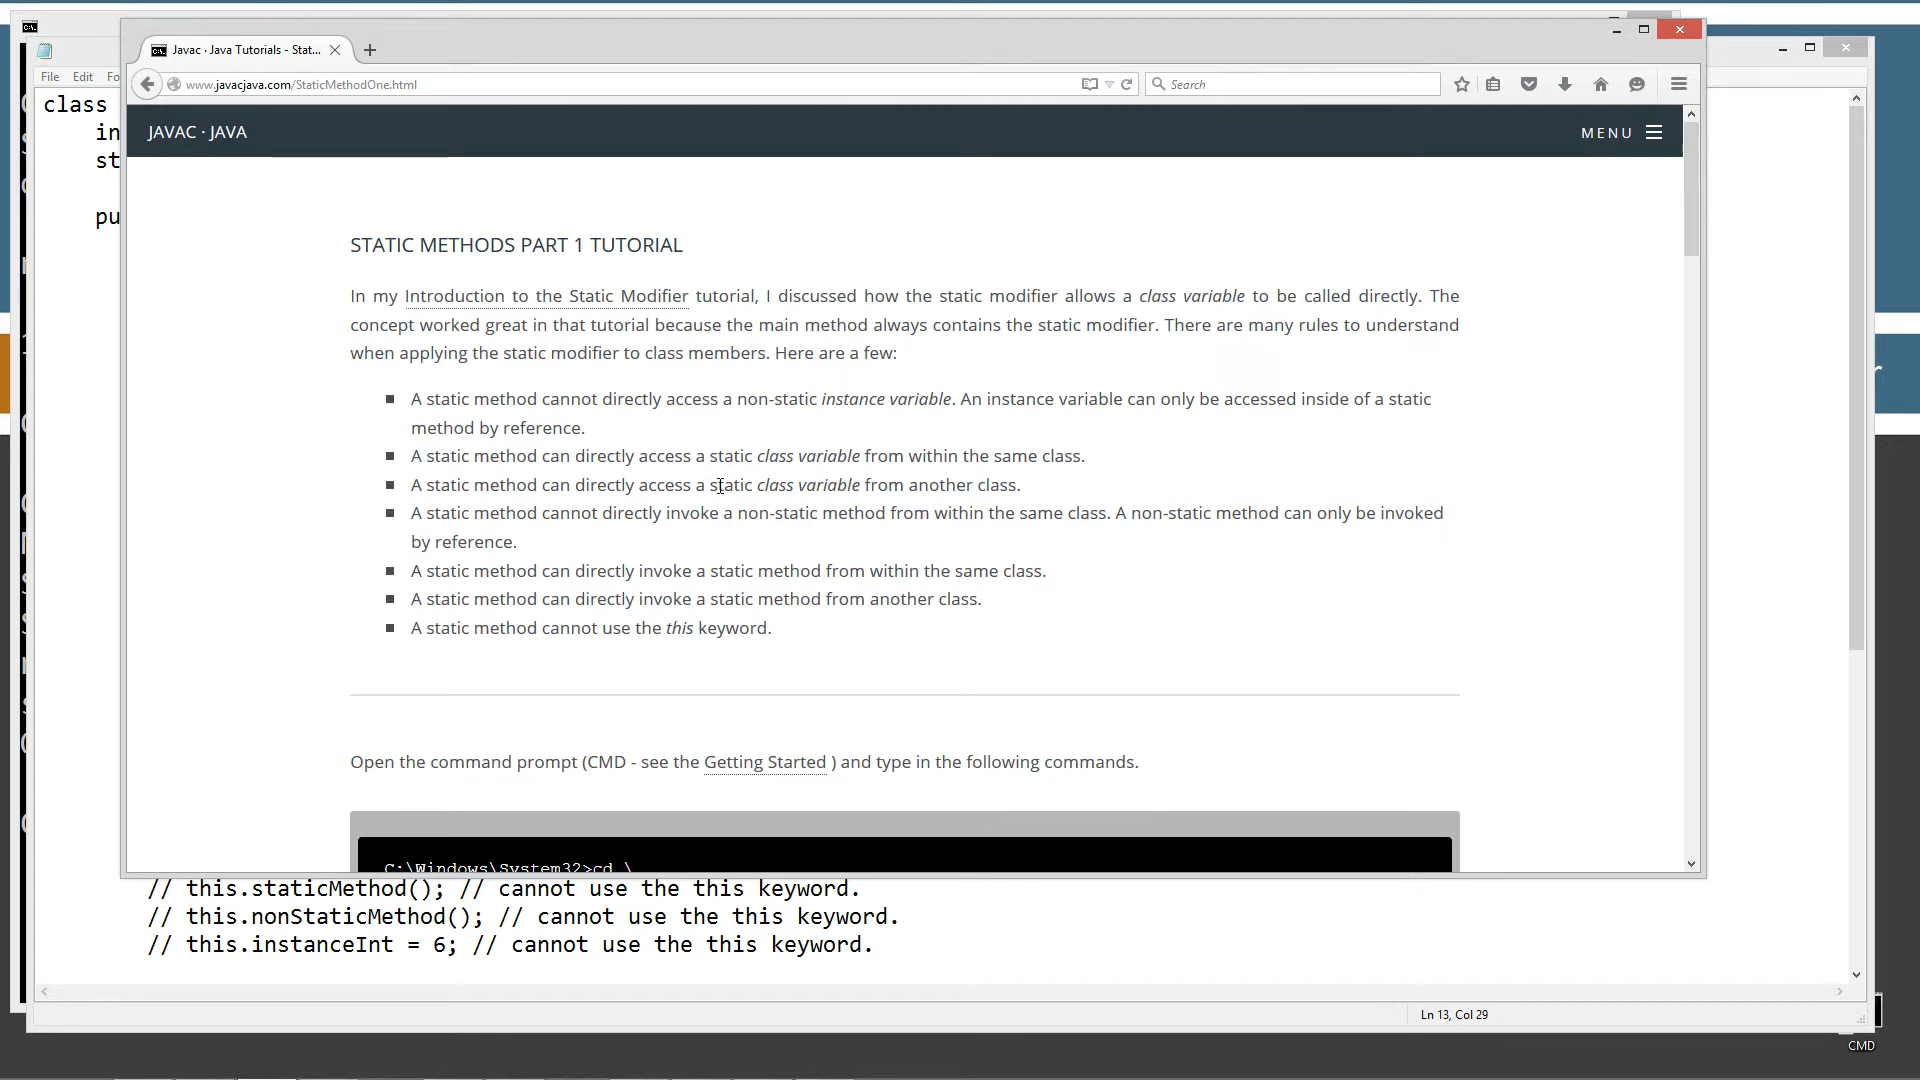 Javac · Java Tutorials - Stat...
File Edit Fo
www.javacjava.com/StaticMethodOne.html
Search
class
in
st
pu
JAVAC · JAVA
MENU
STATIC METHODS PART 1 TUTORIAL
In my Introduction to the Static Modifier tutorial, I discussed how the static modifier allows a class variable to be called directly. The
concept worked great in that tutorial because the main method always contains the static modifier. There are many rules to understand
when applying the static modifier to class members. Here are a few:
A static method cannot directly access a non-static instance variable. An instance variable can only be accessed inside of a static
method by reference.
A static method can directly access a static class variable from within the same class.
A static method can directly access a static class variable from another class.
A static method cannot directly invoke a non-static method from within the same class. A non-static method can only be invoked
by reference.
A static method can directly invoke a static method from within the same class.
A static method can directly invoke a static method from another class.
A static method cannot use the this keyword.
Open the command prompt (CMD - see the Getting Started ) and type in the following commands.
C:\Windows\System32>cd \
// this.staticMethod(); // cannot use the this keyword.
// this.nonStaticMethod(); // cannot use the this keyword.
// this.instanceInt = 6; // cannot use the this keyword.
Ln 13, Col 29
CMD